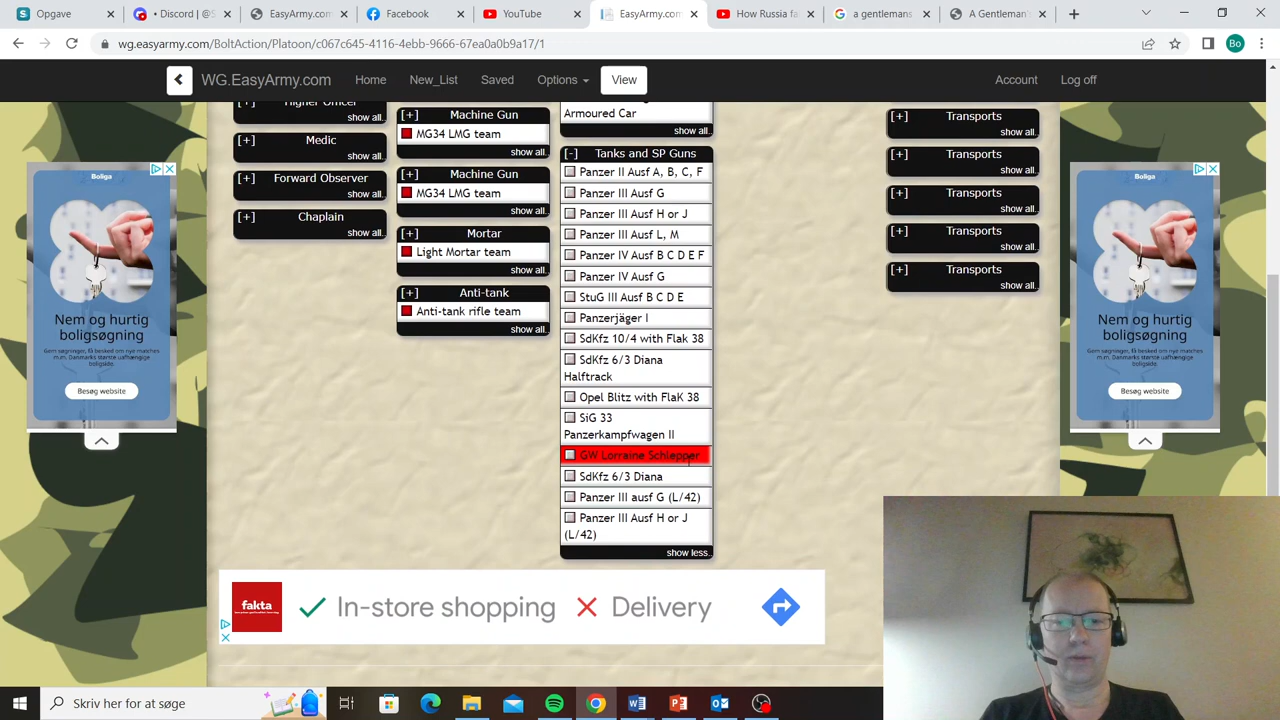 Opgave
Discord | @S
EasyArmy.com
Facebook
YouTube
EasyArmy.com
How Russia fa
a gentlemans
A Gentleman'
wg.easyarmy.com/BoltAction/Platoon/c067c645-4116-4ebb-9666-67ea0a0b9a17/1
Bo
WG.EasyArmy.com
Home
New_List
Saved
Options
View
Account
Log off
Higher Officer
show all..
[+] Medic
show all..
[+] Forward Observer
show all..
[+] Chaplain
show all..
[+] Machine Gun
MG34 LMG team
show all..
[+] Machine Gun
MG34 LMG team
show all..
[+] Mortar
Light Mortar team
show all..
[+] Anti-tank
Anti-tank rifle team
show all..
Armoured Car
show all..
[-] Tanks and SP Guns
Panzer II Ausf A, B, C, F
Panzer III Ausf G
Panzer III Ausf H or J
Panzer III Ausf L, M
Panzer IV Ausf B C D E F
Panzer IV Ausf G
StuG III Ausf B C D E
Panzerjäger I
SdKfz 10/4 with Flak 38
SdKfz 6/3 Diana
Halftrack
Opel Blitz with FlaK 38
SiG 33
Panzerkampfwagen II
GW Lorraine Schlepper
SdKfz 6/3 Diana
Panzer III ausf G (L/42)
Panzer III Ausf H or J
(L/42)
show less..
[+] Transports
show all..
[+] Transports
show all..
[+] Transports
show all..
[+] Transports
show all..
[+] Transports
show all..
Boliga
Nem og hurtig
boligsøgning
Besøg website
Boliga
Nem og hurtig
boligsøgning
Besøg website
fakta
In-store shopping
Delivery
Skriv her for at søge